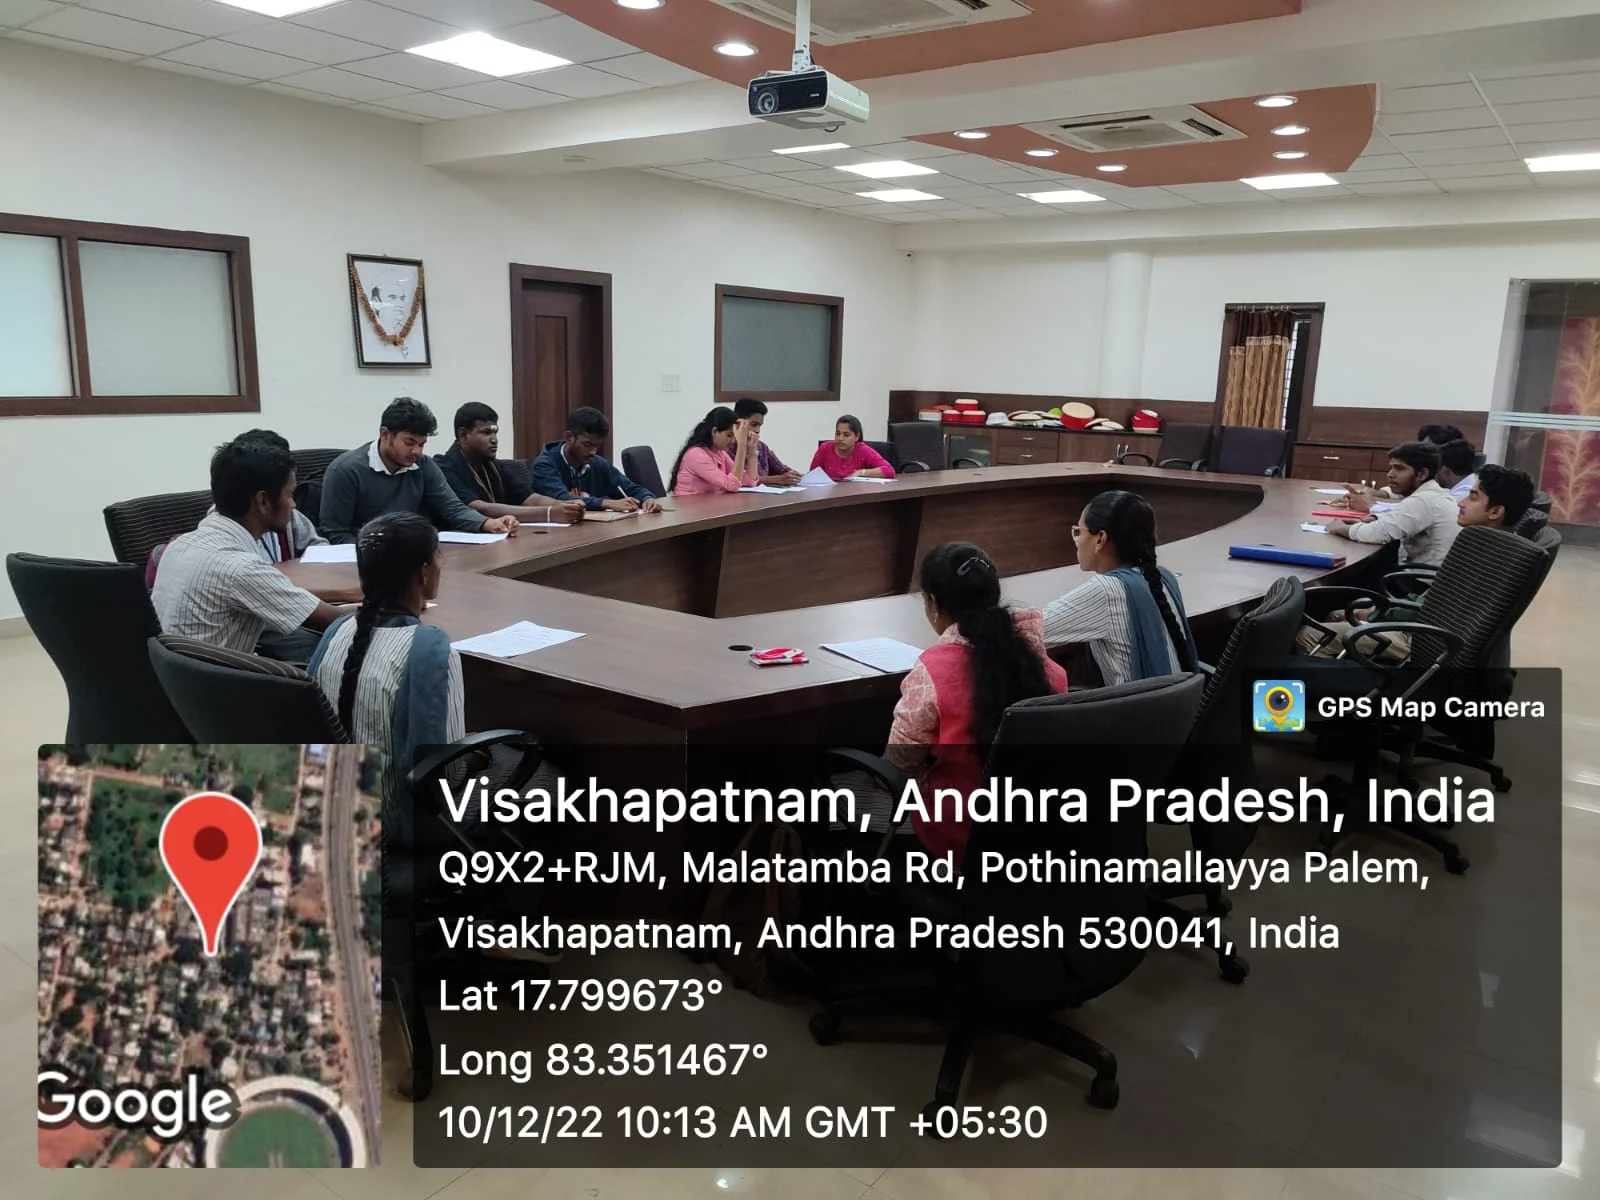 GPS Map Camera
Visakhapatnam, Andhra Pradesh, India
Q9X2+RJM, Malatamba Rd, Pothinamallayya Palem,
Visakhapatnam, Andhra Pradesh 530041, India
Lat 17.799673°
Long 83.351467°
10/12/22 10:13 AM GMT +05:30
Google